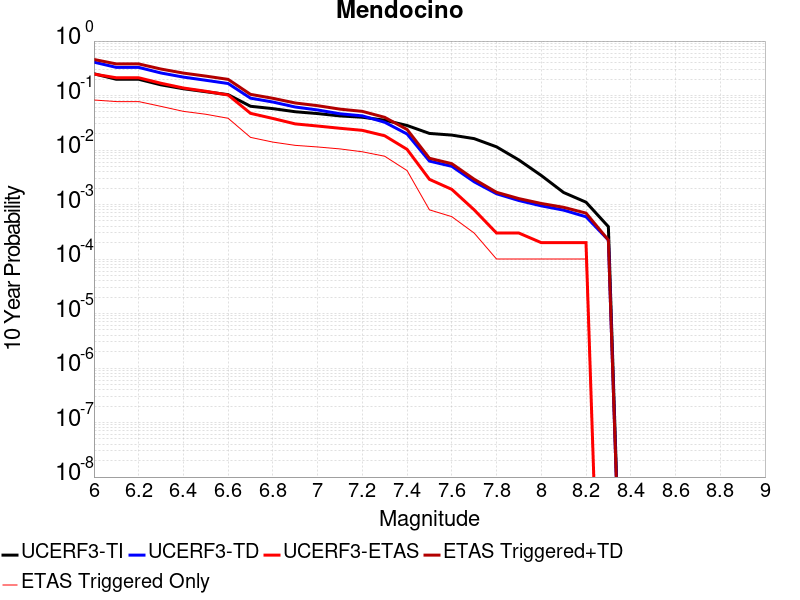 Mendocino
10 Year Probability
10^0
10^-1
10^-2
10^-3
10^-4
10^-5
10^-6
10^-7
10^-8
6 6.2 6.4 6.6 6.8 7 7.2 7.4 7.6 7.8 8 8.2 8.4 8.6 8.8 9
Magnitude
UCERF3-TI UCERF3-TD UCERF3-ETAS ETAS Triggered+TD
ETAS Triggered Only